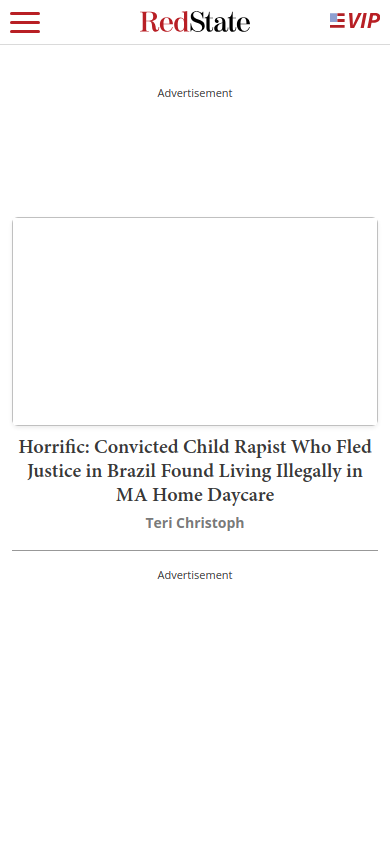 RedState
VIP
Advertisement
Horrific: Convicted Child Rapist Who Fled
Justice in Brazil Found Living Illegally in
MA Home Daycare
Teri Christoph
Advertisement